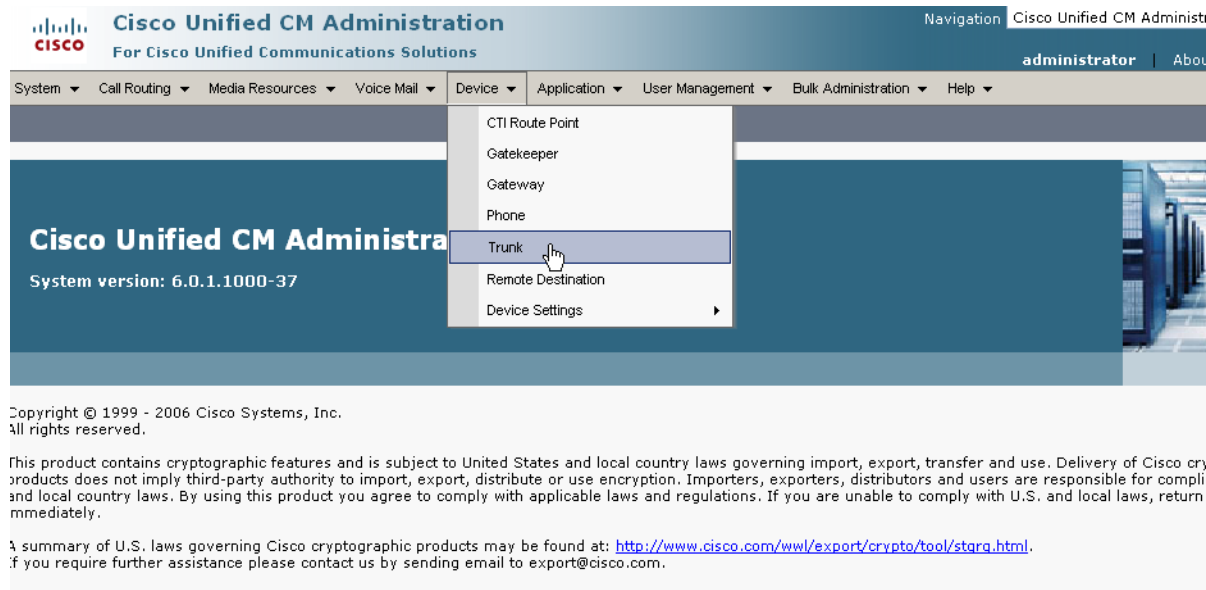 Cisco Unified CM Administration
Navigation Cisco Unified CM Administ
CISCO
For Cisco Unified Communications Solutions
administrator | Abou
System Call Routing Media Resources Voice Mail Device Application User Management Bulk Administration Help
CTI Route Point
Gatekeeper
Gateway
Phone
Trunk
Remote Destination
Device Settings
Cisco Unified CM Administra
System version: 6.0.1.1000-37
Copyright © 1999 - 2006 Cisco Systems, Inc.
All rights reserved.
This product contains cryptographic features and is subject to United States and local country laws governing import, export, transfer and use. Delivery of Cisco cry
products does not imply third-party authority to import, export, distribute or use encryption. Importers, exporters, distributors and users are responsible for compli
and local country laws. By using this product you agree to comply with applicable laws and regulations. If you are unable to comply with U.S. and local laws, return
mmediately.
A summary of U.S. laws governing Cisco cryptographic products may be found at: http://www.cisco.com/wwl/export/crypto/tool/stqrg.html.
If you require further assistance please contact us by sending email to export@cisco.com.